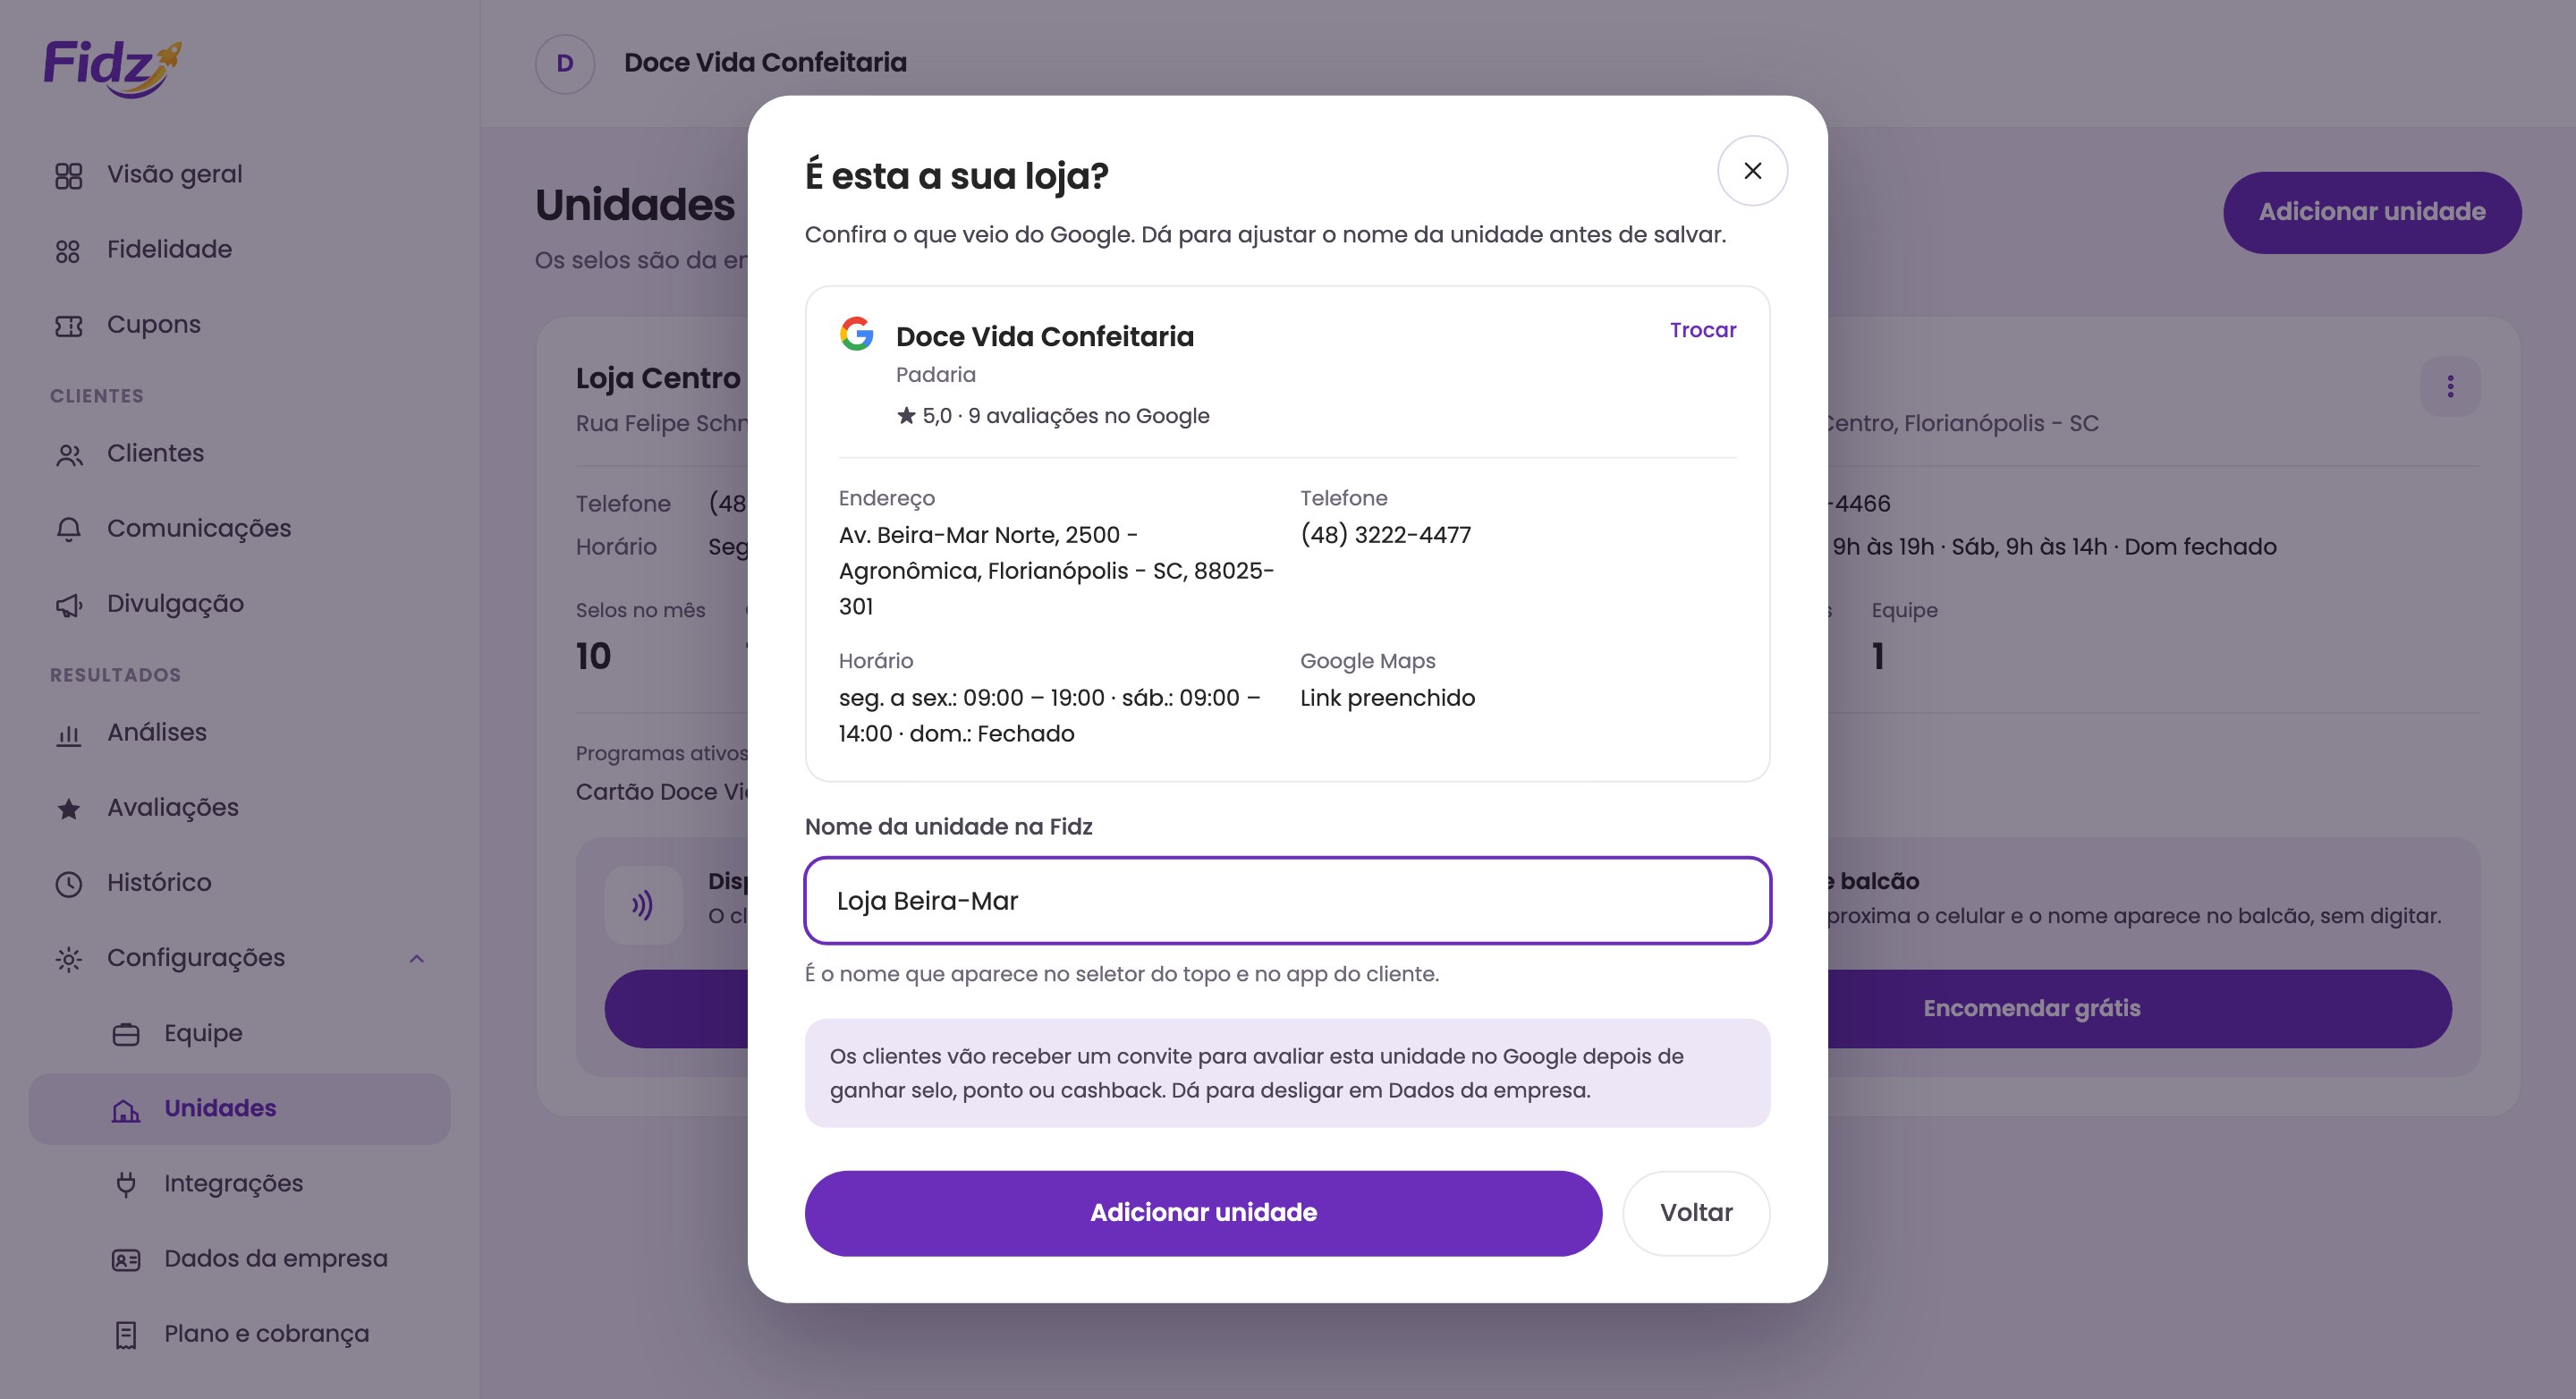 Fidz
Visão geral
Fidelidade
Cupons
CLIENTES
Clientes
Comunicações
Divulgação
RESULTADOS
Análises
Avaliações
Histórico
Configurações
Equipe
Unidades
Integrações
Dados da empresa
Plano e cobrança
D
Doce Vida Confeitaria
Unidades
Os selos são da
Adicionar unidade
Loja Centro
Rua Felipe
Telefone (48
Horário
Selos no mês
10
Programas ativos
Cartão Doce
É esta a sua loja?
Confira o que veio do Google. Dá para ajustar o nome da unidade antes de salvar.
Doce Vida Confeitaria
Trocar
Padaria
★ 5,0 · 9 avaliações no Google
Endereço
Av. Beira-Mar Norte, 2500 -
Agronômica, Florianópolis - SC, 88025-
301
Telefone
(48) 3222-4477
Horário
seg. a sex.: 09:00 – 19:00 · sáb.: 09:00 –
14:00 · dom.: Fechado
Google Maps
Link preenchido
Nome da unidade na Fidz
Loja Beira-Mar
É o nome que aparece no seletor do topo e no app do cliente.
Os clientes vão receber um convite para avaliar esta unidade no Google depois de
ganhar selo, ponto ou cashback. Dá para desligar em Dados da empresa.
Adicionar unidade
Voltar
Centro, Florianópolis - SC
-4466
9h às 19h · Sáb, 9h às 14h · Dom fechado
Equipe
1
balcão
o celular e o nome aparece no balcão, sem digitar.
Encomendar grátis